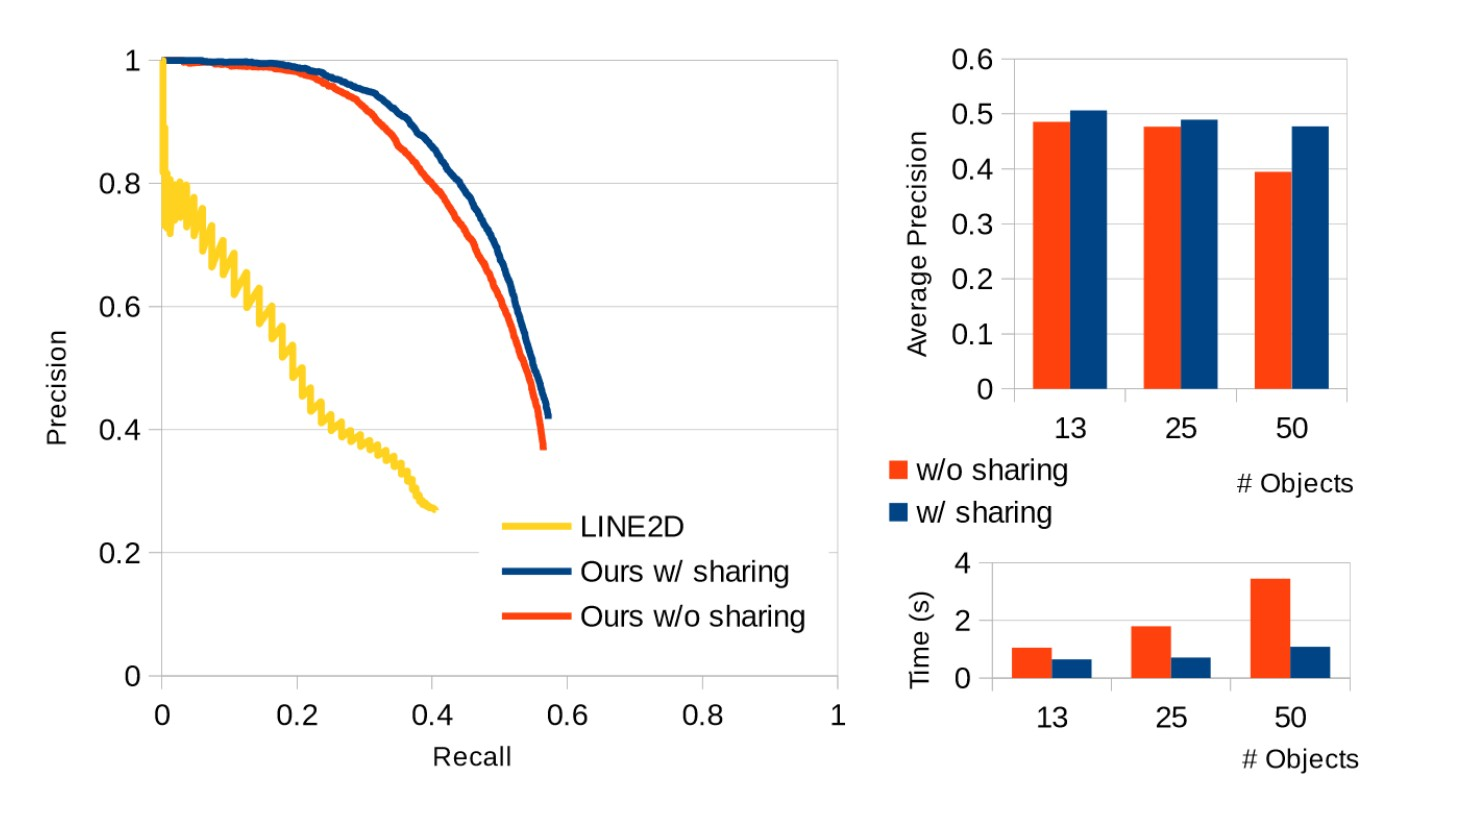 1
0.8
0.6
0.4
0.2
0
Precision
0
0.2
0.4
0.6
0.8
1
Recall
LINE2D
Ours w/ sharing
Ours w/o sharing
0.6
0.5
0.4
0.3
0.2
0.1
0
Average Precision
13
25
50
# Objects
w/o sharing
w/ sharing
4
2
0
Time (s)
13
25
50
# Objects